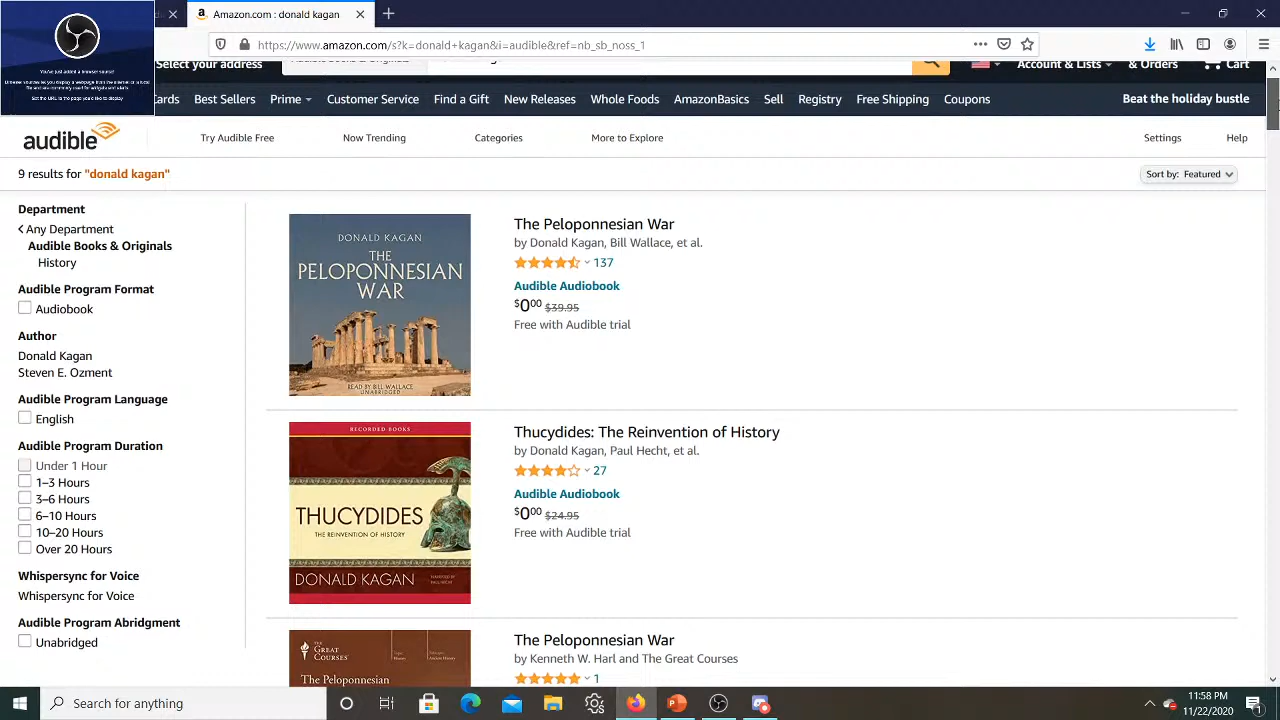 Amazon.com : donald kagan
https://www.amazon.com/s?k=donald+kagan&i=audible&ref=nb_sb_noss_1
You've just added a browser source!
Select your address
Account & Lists
& Orders
Cart
Cards
Best Sellers
Prime
Customer Service
Find a Gift
New Releases
Whole Foods
AmazonBasics
Sell
Registry
Free Shipping
Coupons
Beat the holiday bustle
audible
Try Audible Free
Now Trending
Categories
More to Explore
Settings
Help
9 results for "donald kagan"
Sort by: Featured
Department
Any Department
Audible Books & Originals
History
Audible Program Format
Audiobook
Author
Donald Kagan
Steven E. Ozment
Audible Program Language
English
Audible Program Duration
Under 1 Hour
1–3 Hours
3–6 Hours
6–10 Hours
10–20 Hours
Over 20 Hours
Whispersync for Voice
Whispersync for Voice
Audible Program Abridgment
Unabridged
DONALD KAGAN
THE
PELOPONNESIAN
WAR
READ BY BILL WALLACE
UNABRIDGED
The Peloponnesian War
by Donald Kagan, Bill Wallace, et al.
137
Audible Audiobook
$0.00 $39.95
Free with Audible trial
RECORDED BOOKS
THUCYDIDES
THE REINVENTION OF HISTORY
DONALD KAGAN
Thucydides: The Reinvention of History
by Donald Kagan, Paul Hecht, et al.
27
Audible Audiobook
$0.00 $24.95
Free with Audible trial
THE
GREAT
COURSES
The Peloponnesian
The Peloponnesian War
by Kenneth W. Harl and The Great Courses
1
Search for anything
11:58 PM
11/22/2020